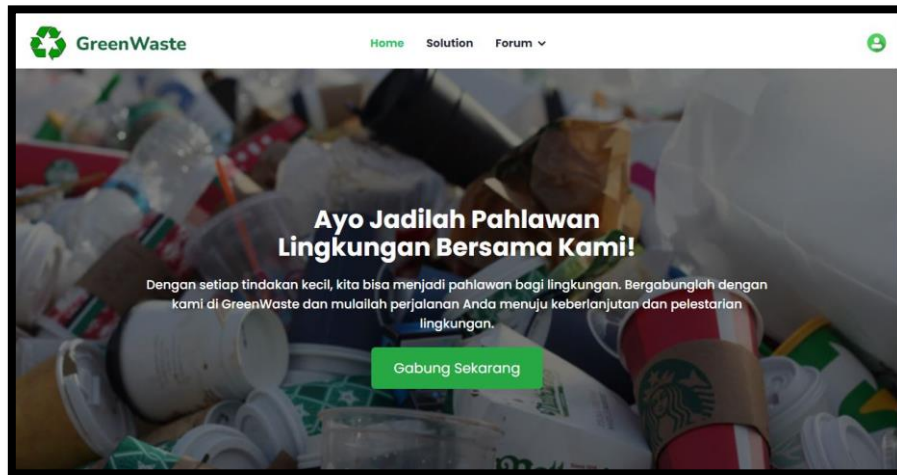 GreenWaste
Home Solution Forum
Ayo Jadilah Pahlawan
Lingkungan Bersama Kami!
Dengan setiap tindakan kecil, kita bisa menjadi pahlawan bagi lingkungan. Bergabunglah dengan
kami di GreenWaste dan mulailah perjalanan Anda menuju keberlanjutan dan pelestarian
lingkungan.
Gabung Sekarang